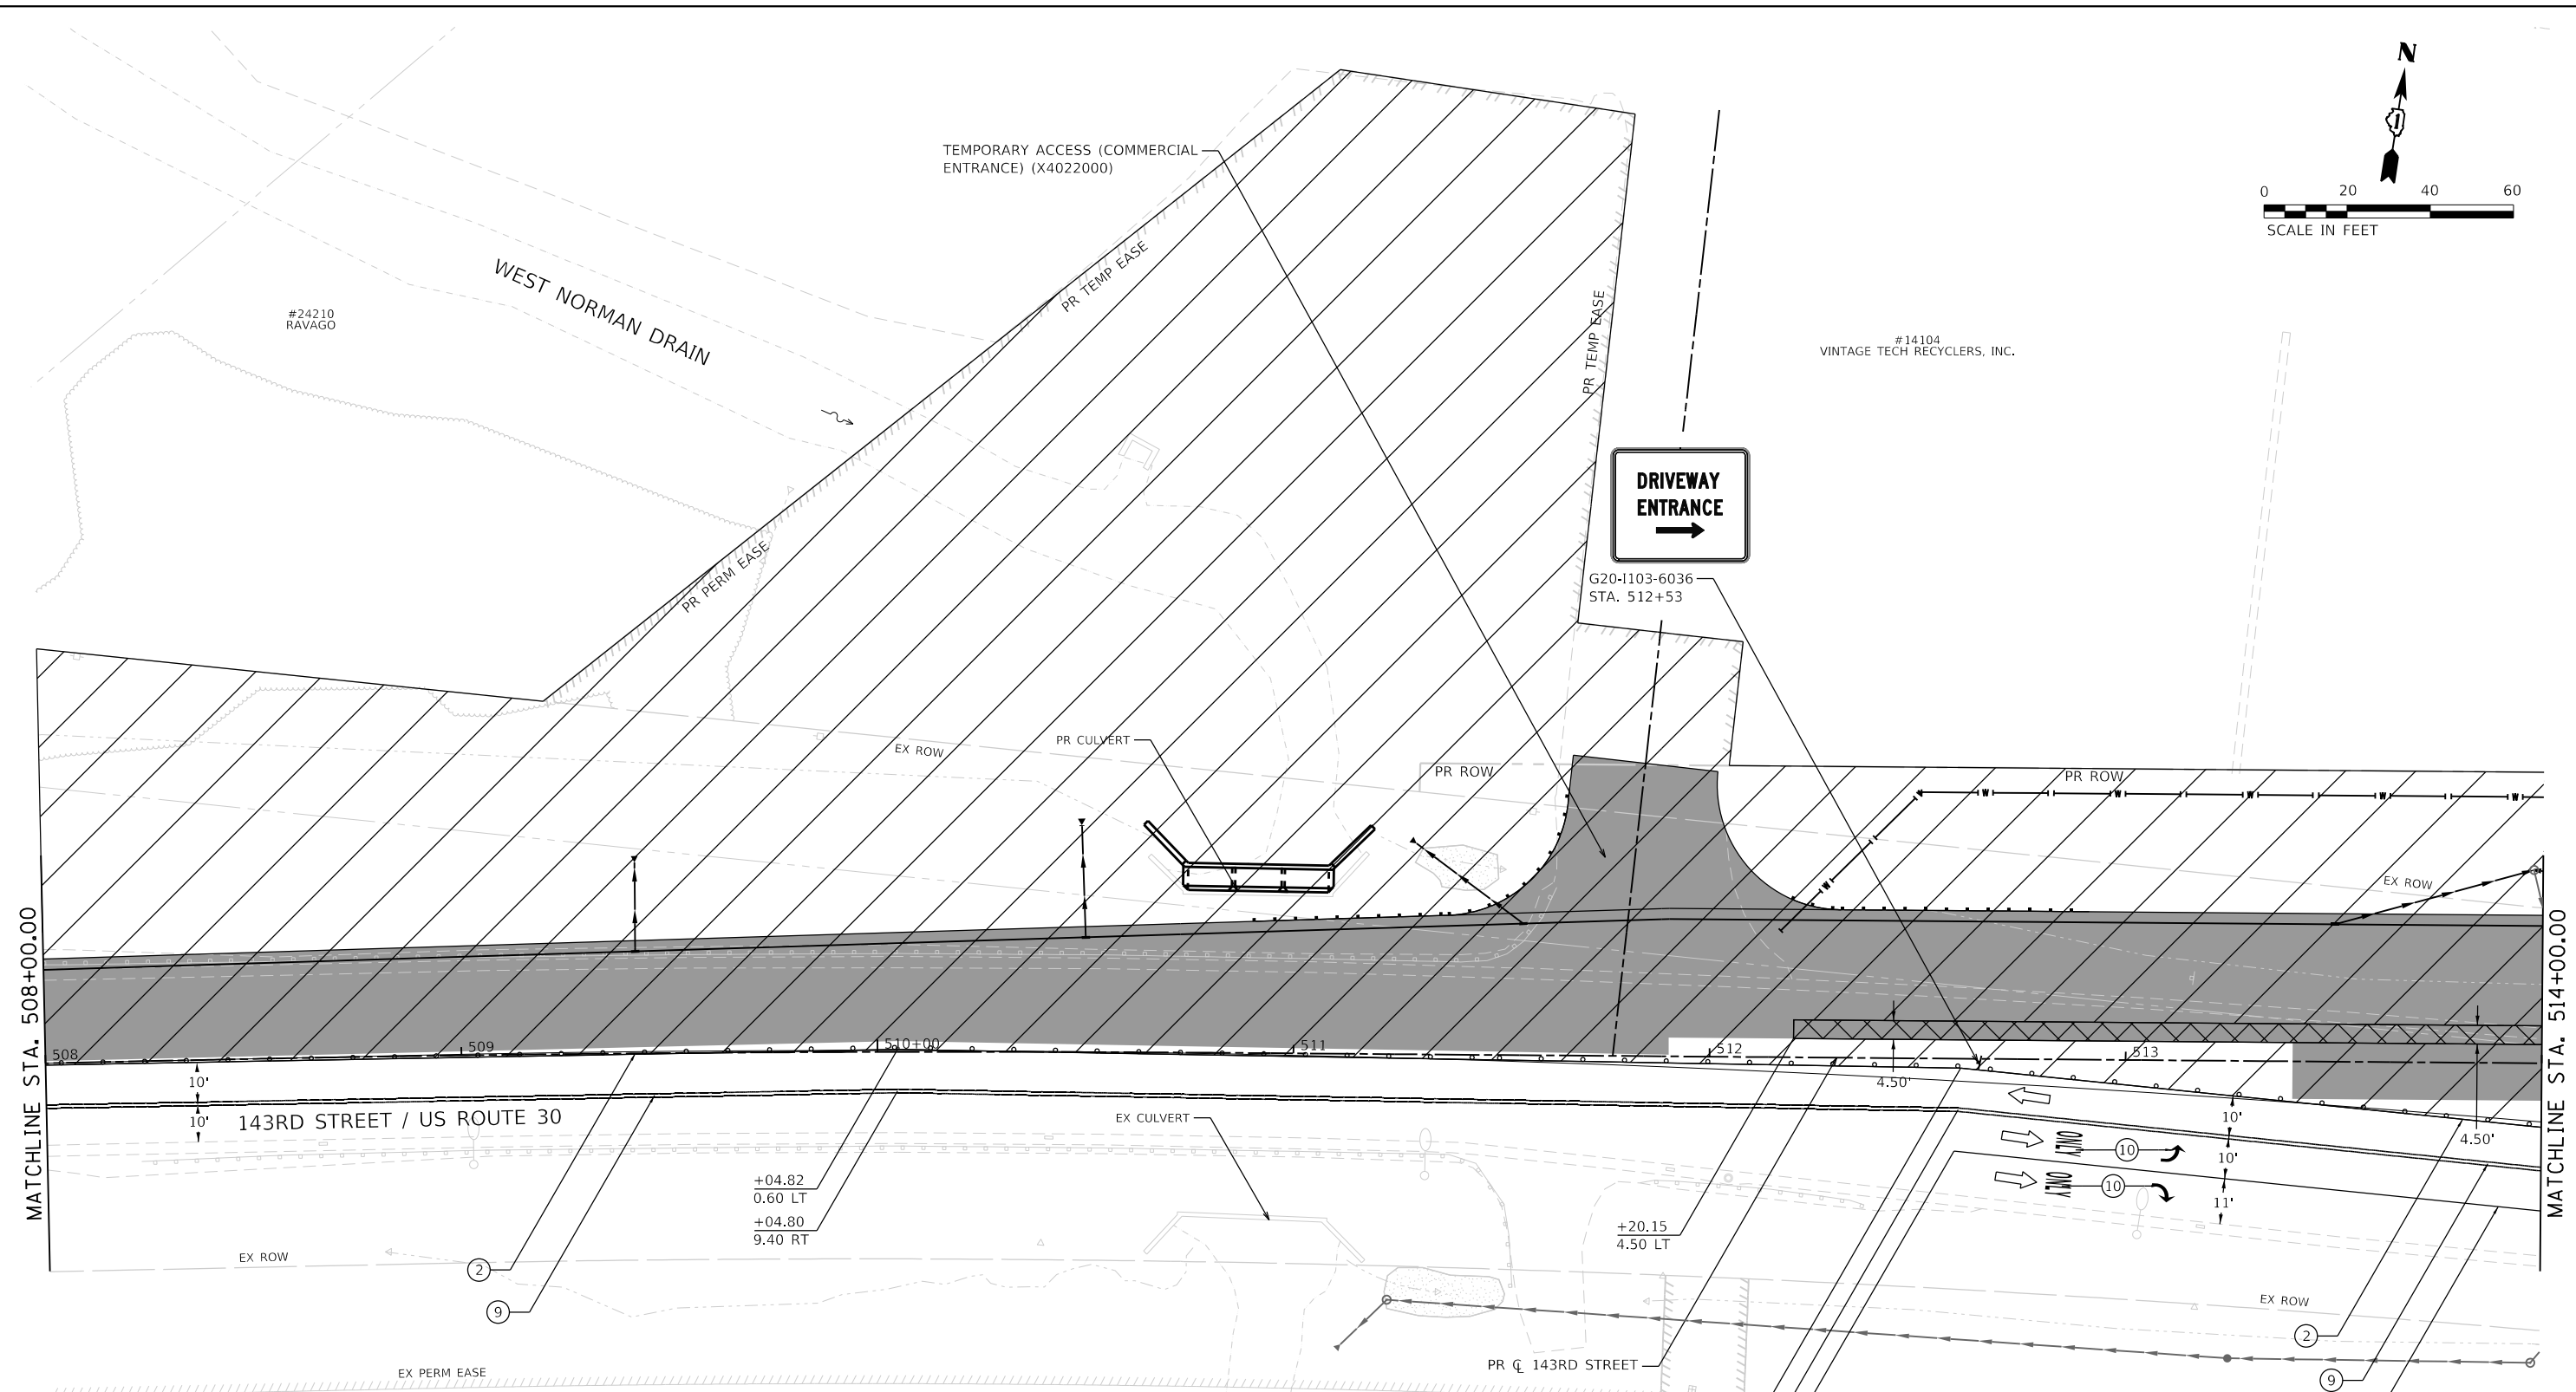 N
1
0 20 40 60
SCALE IN FEET
TEMPORARY ACCESS (COMMERCIAL
ENTRANCE) (X4022000)
WEST NORMAN DRAIN
#24210
RAVAGO
PR TEMP EASE
PR TEMP EASE
#14104
VINTAGE TECH RECYCLERS, INC.
DRIVEWAY
ENTRANCE
G20-I103-6036
STA. 512+53
PR PERM EASE
EX ROW
PR CULVERT
PR ROW
PR ROW
W W W W W
W
EX ROW
MATCHLINE STA. 508+00.00
MATCHLINE STA. 514+00.00
508
509
510+00
511
512
513
10'
10'
143RD STREET / US ROUTE 30
4.50'
4.50'
EX CULVERT
10'
10'
11'
ONLY
10
ONLY
10
+04.82
0.60 LT
+04.80
9.40 RT
+20.15
4.50 LT
EX ROW
2
9
EX ROW
2
9
PR ℄ 143RD STREET
EX PERM EASE